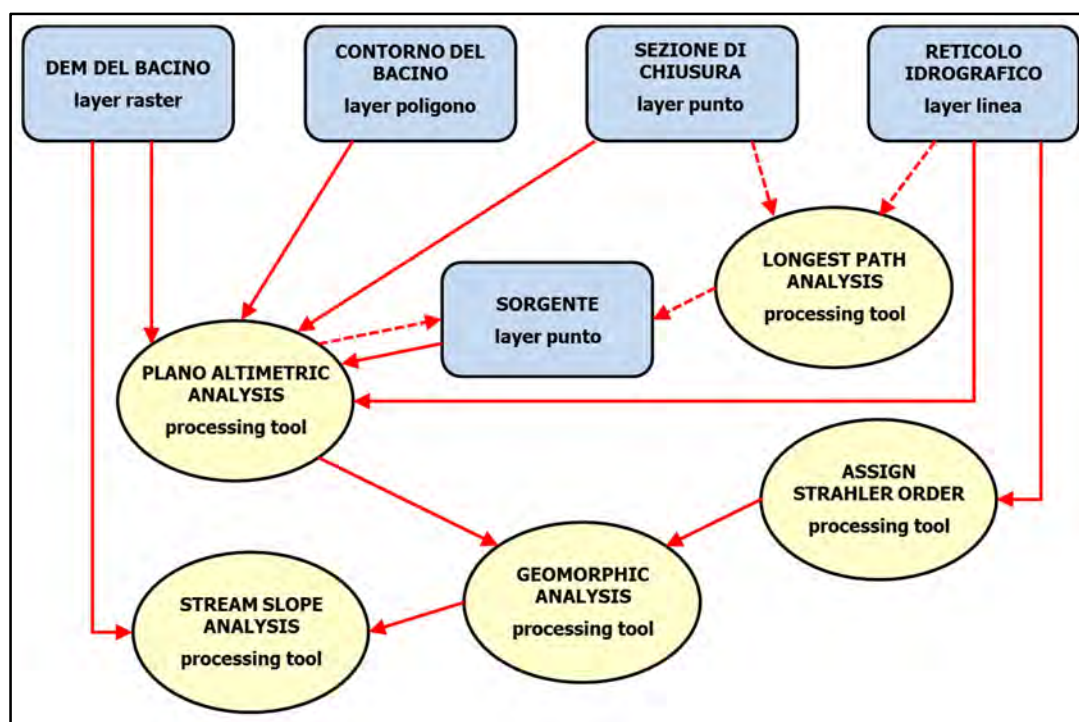 DEM DEL BACINO
layer raster
CONTORNO DEL
BACINO
layer poligono
SEZIONE DI
CHIUSURA
layer punto
RETICOLO
IDROGRAFICO
layer linea
LONGEST PATH
ANALYSIS
processing tool
SORGENTE
layer punto
PLANO ALTIMETRIC
ANALYSIS
processing tool
ASSIGN
STRAHLER ORDER
processing tool
GEOMORPHIC
ANALYSIS
processing tool
STREAM SLOPE
ANALYSIS
processing tool